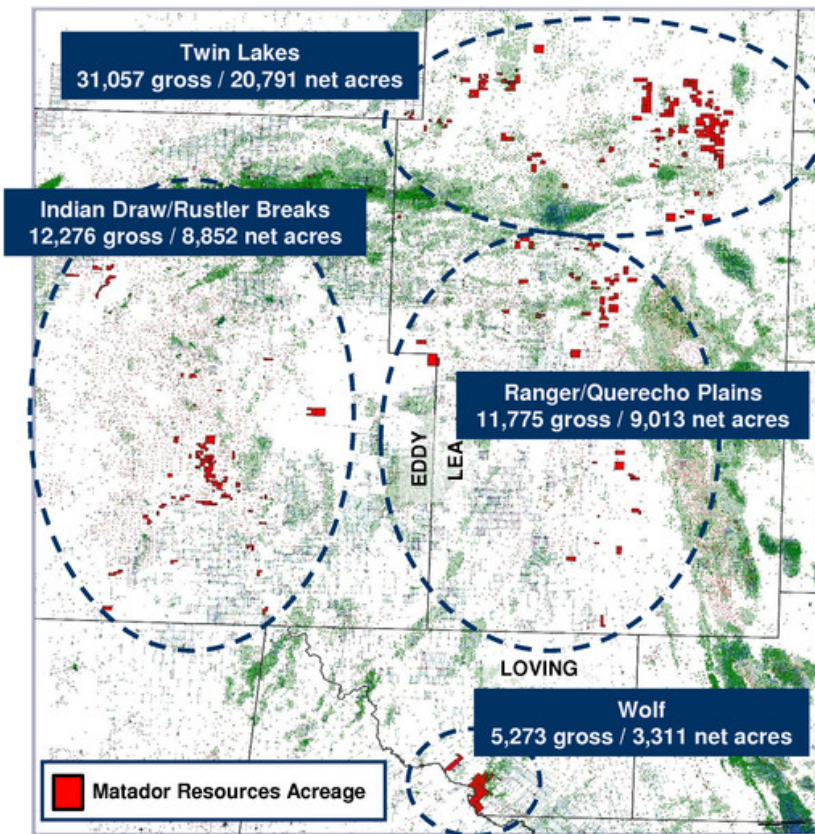 Twin Lakes
31,057 gross / 20,791 net acres
Indian Draw/Rustler Breaks
12,276 gross / 8,852 net acres
Ranger/Querecho Plains
11,775 gross / 9,013 net acres
EDDY
LEA
LOVING
Wolf
5,273 gross / 3,311 net acres
Matador Resources Acreage